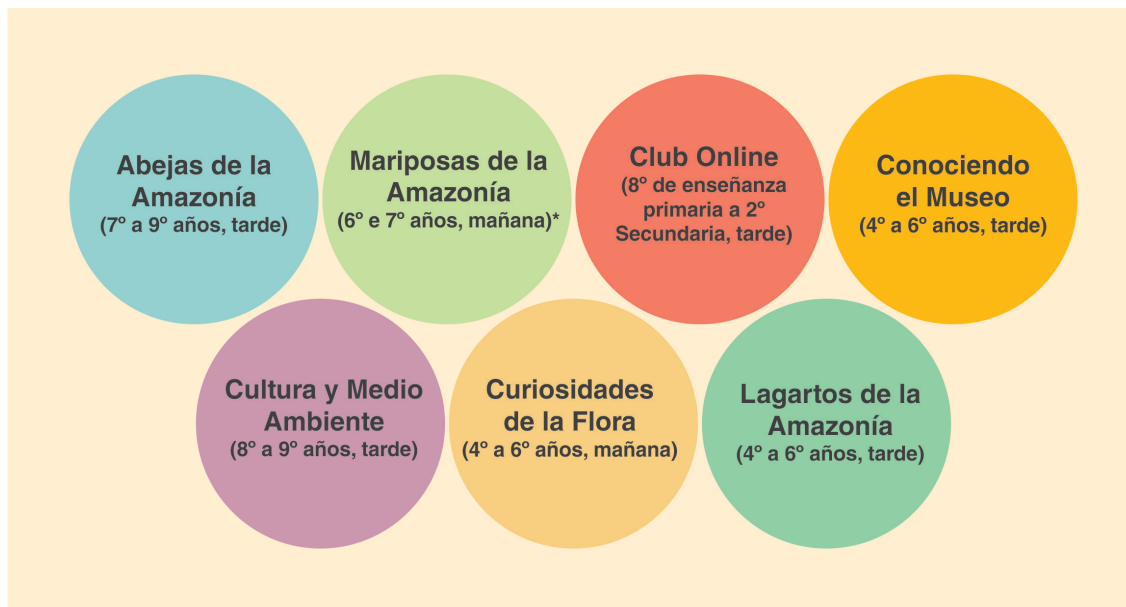 Abejas de la
Amazonía
(7º a 9º años, tarde)
Mariposas de la
Amazonía
(6º e 7º años, mañana)*
Club Online
(8º de enseñanza
primaria a 2º
Secundaria, tarde)
Conociendo
el Museo
(4º a 6º años, tarde)
Cultura y Medio
Ambiente
(8º a 9º años, tarde)
Curiosidades
de la Flora
(4º a 6º años, mañana)
Lagartos de la
Amazonía
(4º a 6º años, tarde)